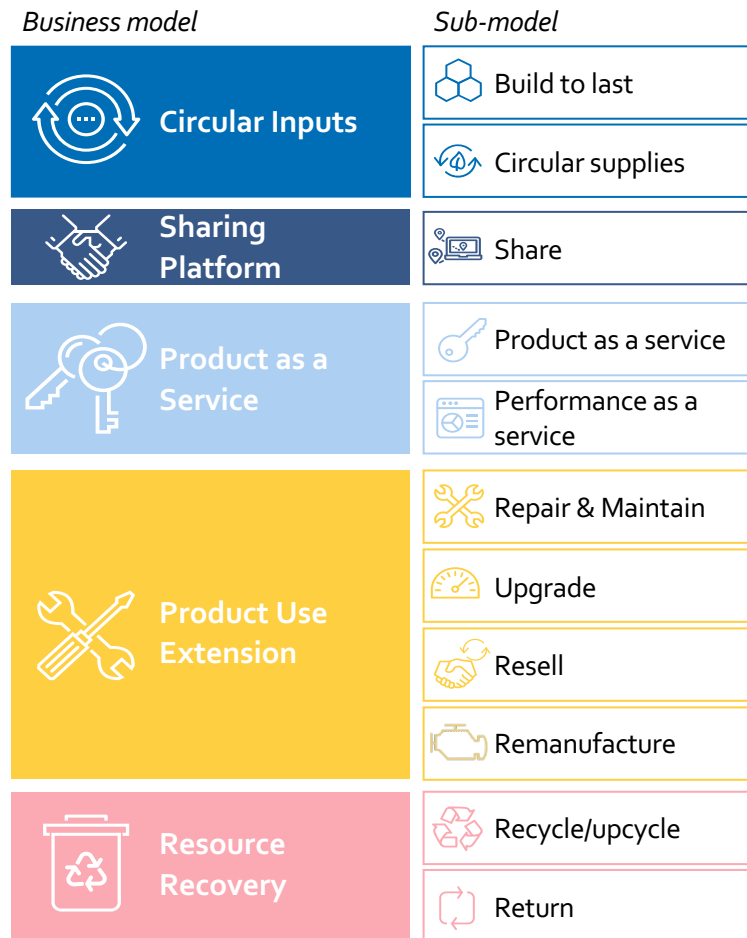 Business model
Sub-model
Circular Inputs
Build to last
Circular supplies
Sharing
Platform
Share
Product as a
Service
Product as a service
Performance as a
service
Product Use
Extension
Repair & Maintain
Upgrade
Resell
Remanufacture
Resource
Recovery
Recycle/upcycle
Return